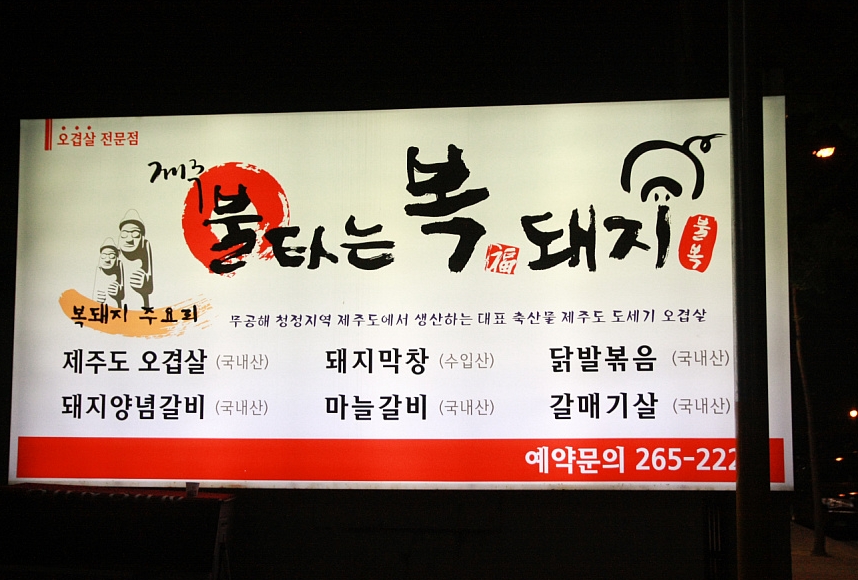 오겹살 전문점
제주
불타는 복 福 돼지 불복
복돼지 주요리
무공해 청정지역 제주도에서 생산하는 대표 축산물 제주도 도세기 오겹살
제주도 오겹살 (국내산) 돼지막창 (수입산) 닭발볶음 (국내산)
돼지양념갈비 (국내산) 마늘갈비 (국내산) 갈매기살 (국내산)
예약문의 265-222